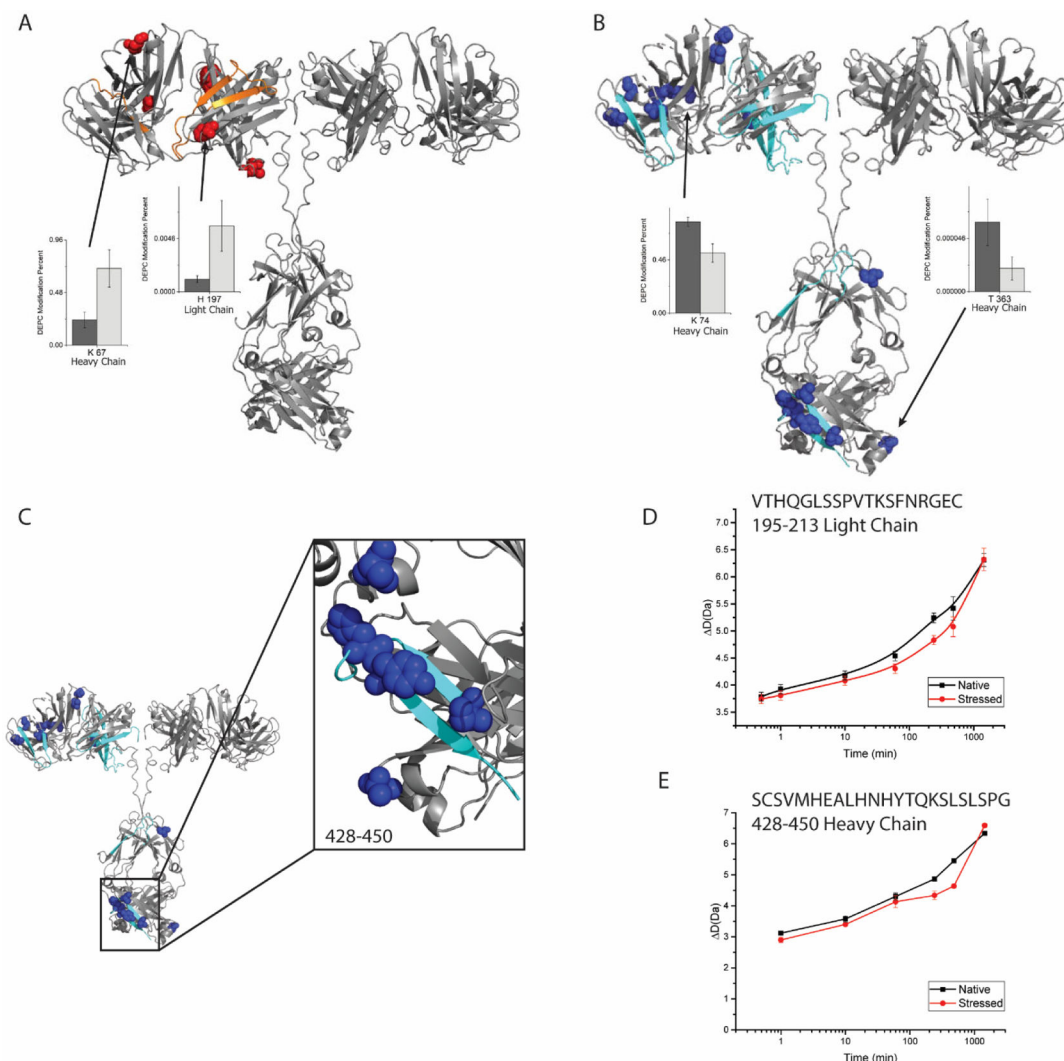 A
DEPC Modification Percent
0.96
0.48
0.00
K 67
Heavy Chain
DEPC Modification Percent
0.0046
0.0000
H 197
Light Chain
B
DEPC Modification Percent
0.46
0.00
K 74
Heavy Chain
DEPC Modification Percent
0.000046
0.000000
T 363
Heavy Chain
C
428-450
D
VTHQGLSSPVTKSFNRGEC
195-213 Light Chain
ΔD(Da)
7.0
6.5
6.0
5.5
5.0
4.5
4.0
3.5
Native
Stressed
1
10
100
1000
Time (min)
E
SCSVMHEALHNHYTQKSLSLSPG
428-450 Heavy Chain
ΔD(Da)
7
6
5
4
3
2
1
0
Native
Stressed
1
10
100
1000
Time (min)